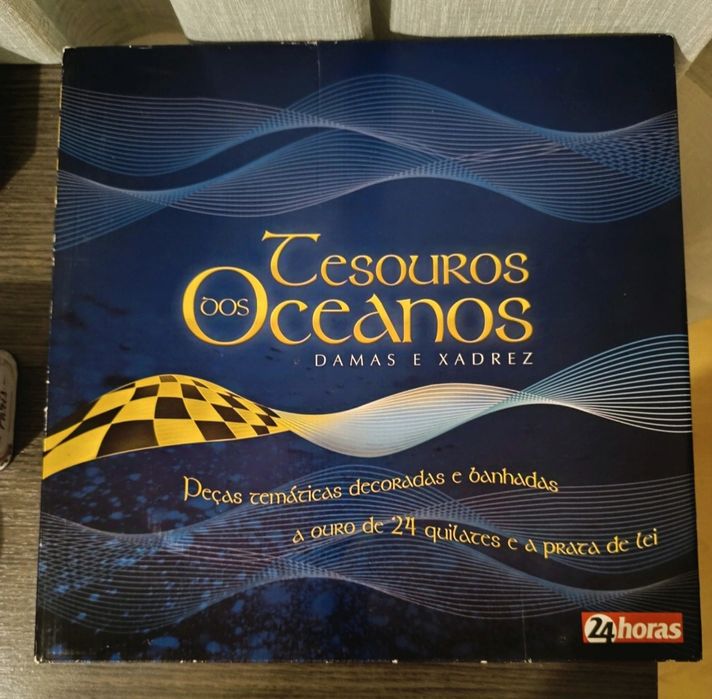 Tesouros
dos Oceanos
DAMAS E XADREZ
Peças temáticas decoradas e banhadas
a ouro de 24 quilates e a prata de lei
24horas